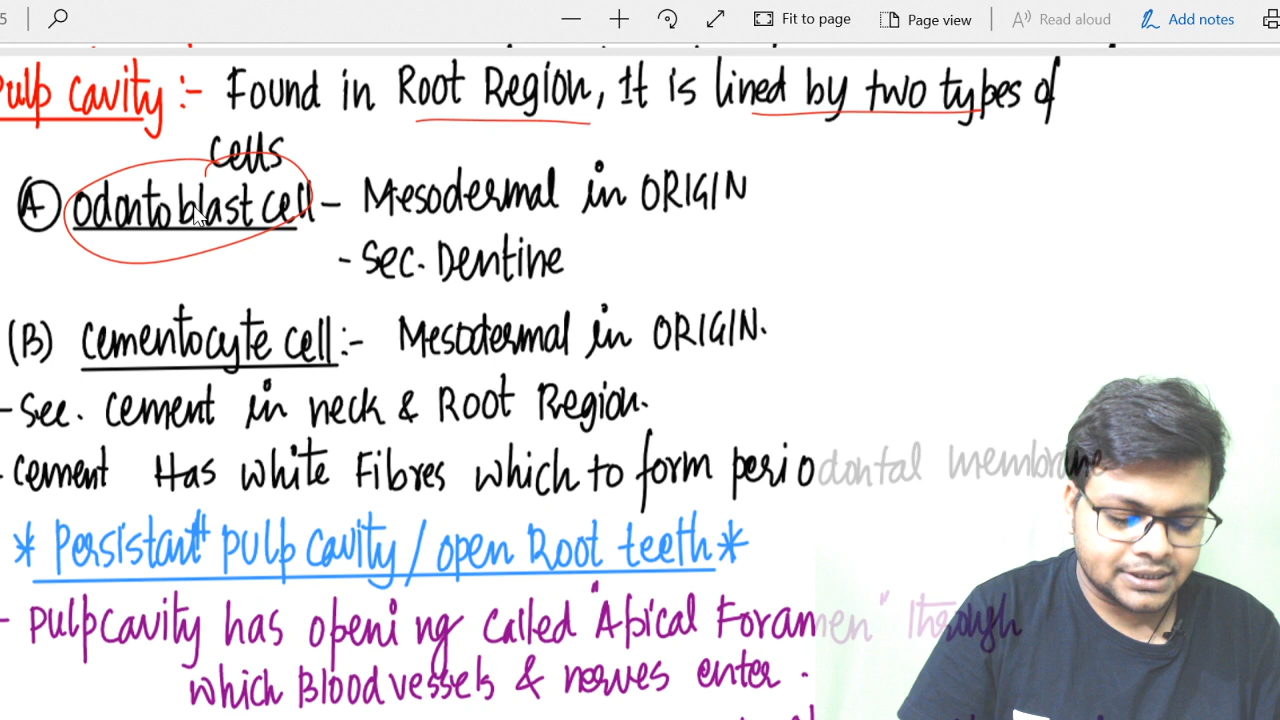 5 Fit to page Page view Read aloud Add notes
Pulp cavity :- Found in Root Region, It is lined by two types of
cells
(A) Odontoblast cell - Mesodermal in ORIGIN
- Sec. Dentine
(B) Cementocyte cell :- Mesodermal in ORIGIN.
- Sec. cement in neck & Root Region.
- cement Has white Fibres which to form periodontal membrane
* Persistant pulp cavity / open Root teeth *
- Pulpcavity has opening called "Apical Foramen" through
which Blood vessels & nerves enter.